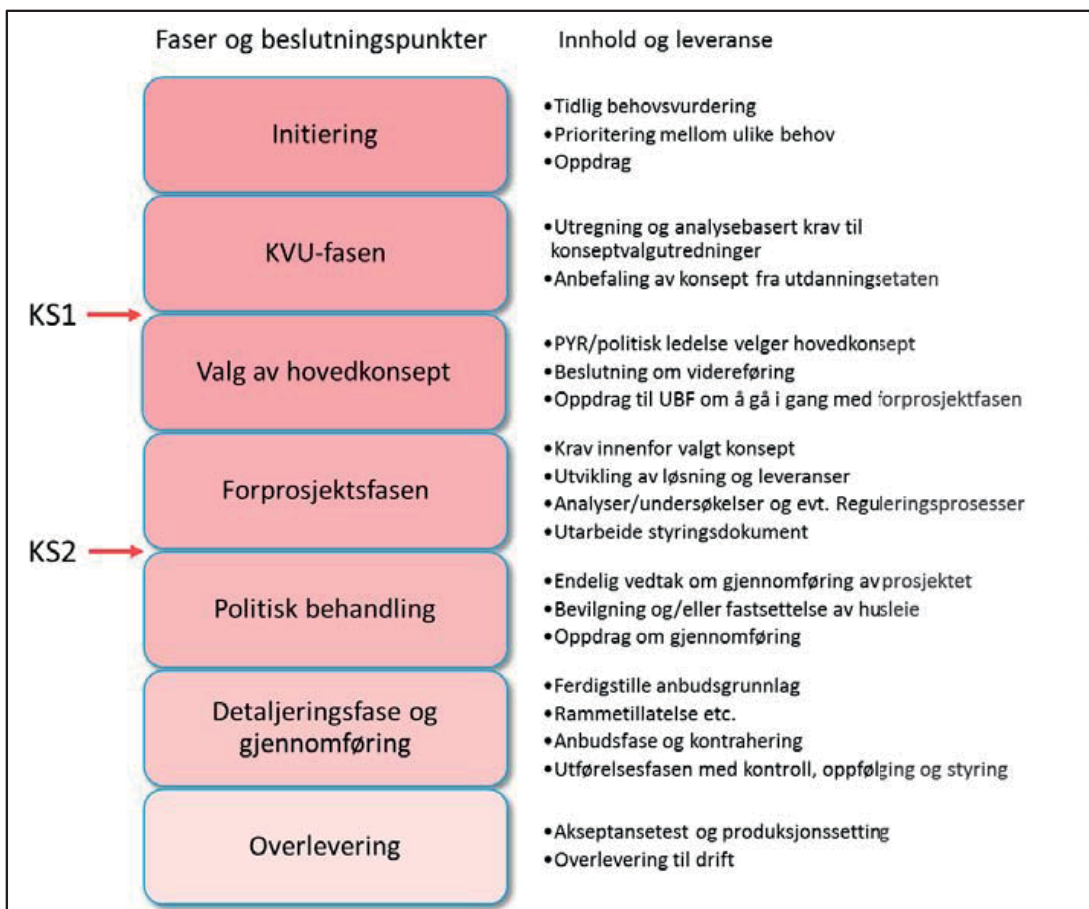 Faser og beslutningspunkter
Innhold og leveranse
Initiering
•Tidlig behovsvurdering
•Prioritering mellom ulike behov
•Oppdrag
KVU-fasen
•Utregning og analysebasert krav til
konseptvalgutredninger
•Anbefaling av konsept fra utdanningsetaten
KS1
Valg av hovedkonsept
•PYR/politisk ledelse velger hovedkonsept
•Beslutning om videreføring
•Oppdrag til UBF om å gå i gang med forprosjektfasen
Forprosjektsfasen
•Krav innenfor valgt konsept
•Utvikling av løsning og leveranser
•Analyser/undersøkelser og evt. Reguleringsprosesser
•Utarbeide styringsdokument
KS2
Politisk behandling
•Endelig vedtak om gjennomføring av prosjektet
•Bevilgning og/eller fastsettelse av husleie
•Oppdrag om gjennomføring
Detaljeringsfase og
gjennomføring
•Ferdigstille anbudsgrunnlag
•Rammetillatelse etc.
•Anbudsfase og kontrahering
•Utførelsesfasen med kontroll, oppfølging og styring
Overlevering
•Akseptansetest og produksjonssetting
•Overlevering til drift